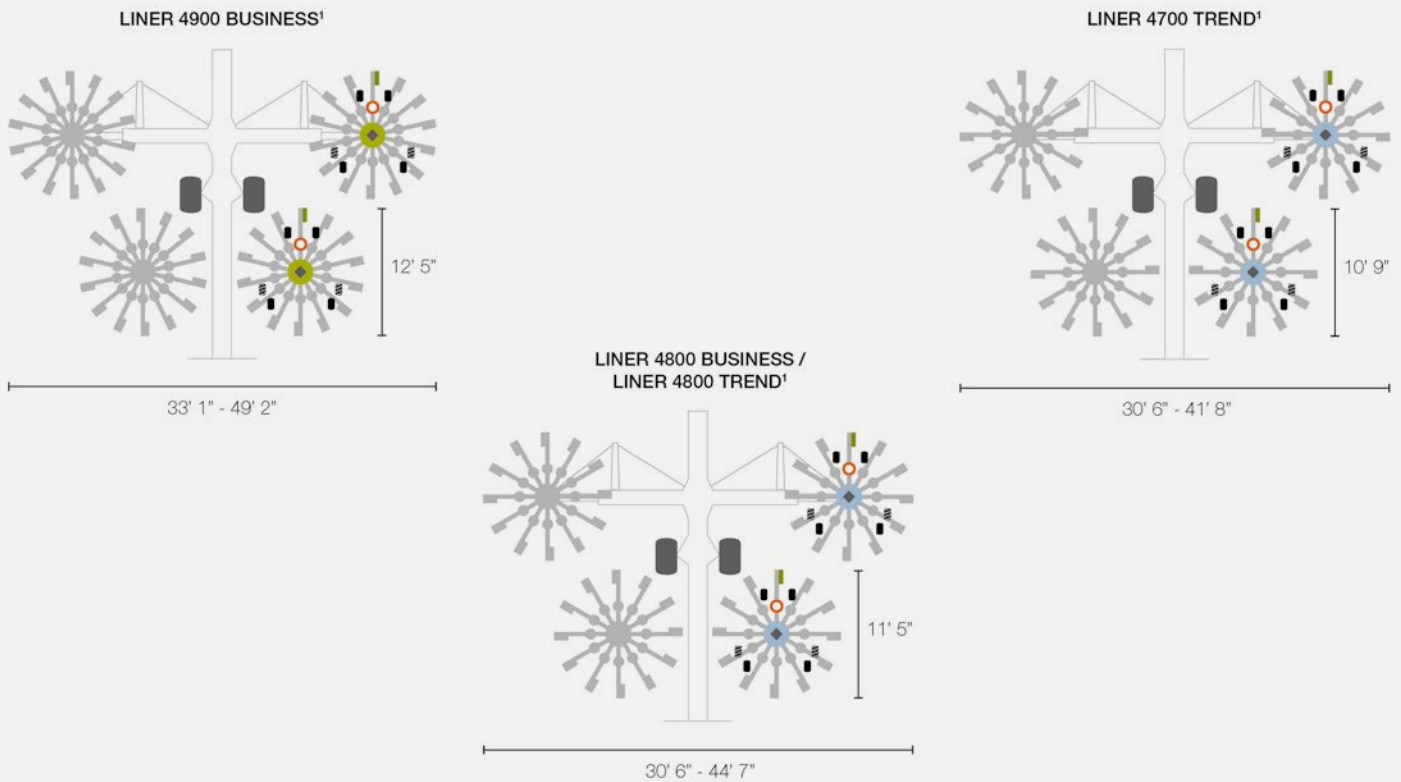 LINER 4900 BUSINESS¹
12' 5"
33' 1" - 49' 2"
LINER 4800 BUSINESS /
LINER 4800 TREND¹
11' 5"
30' 6" - 44' 7"
LINER 4700 TREND¹
10' 9"
30' 6" - 41' 8"